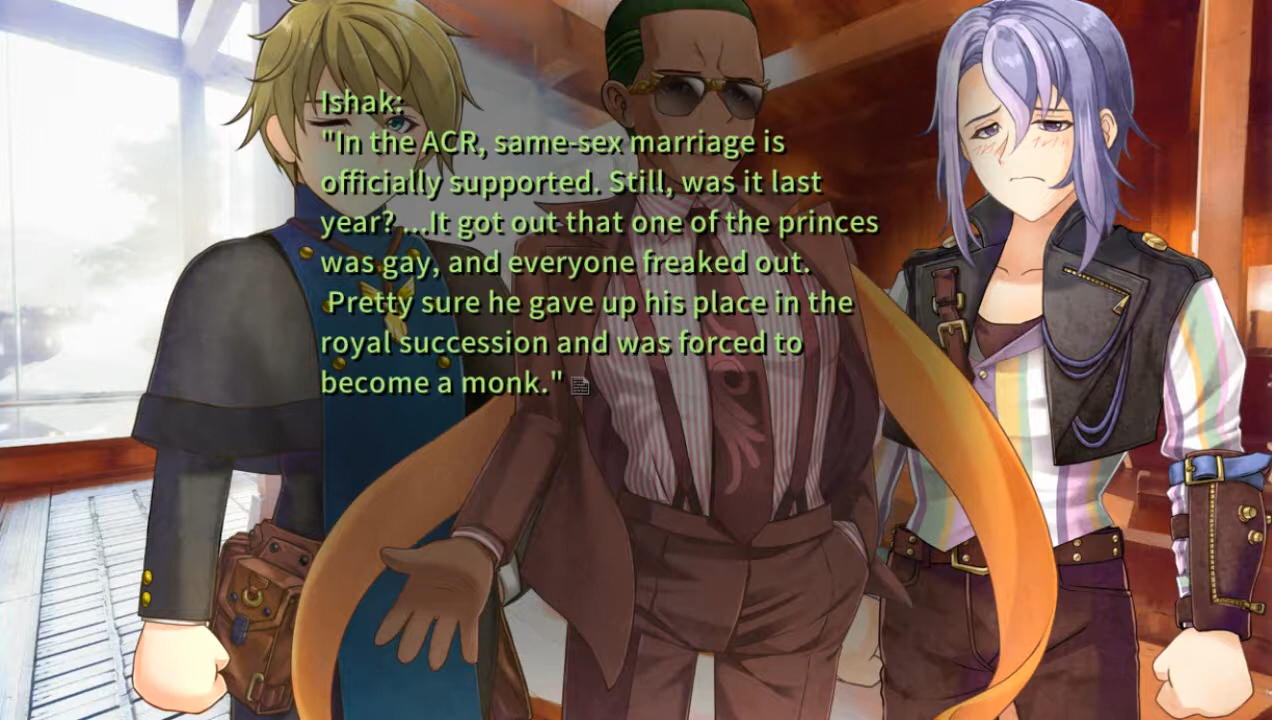 Ishak:
"In the ACR, same-sex marriage is
officially supported. Still, was it last
year? ...It got out that one of the princes
was gay, and everyone freaked out.
Pretty sure he gave up his place in the
royal succession and was forced to
become a monk."